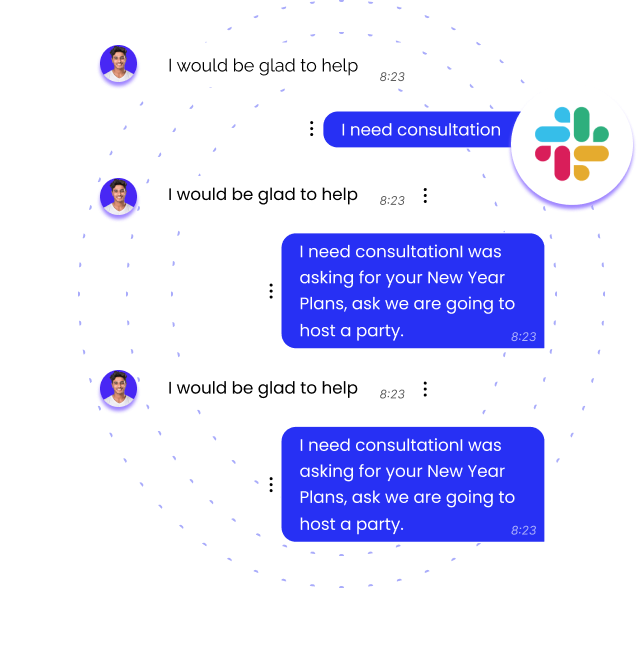 I would be glad to help
8:23
I need consultation
I would be glad to help
8:23
I need consultationI was
asking for your New Year
Plans, ask we are going to
host a party.
8:23
I would be glad to help
8:23
I need consultationI was
asking for your New Year
Plans, ask we are going to
host a party.
8:23